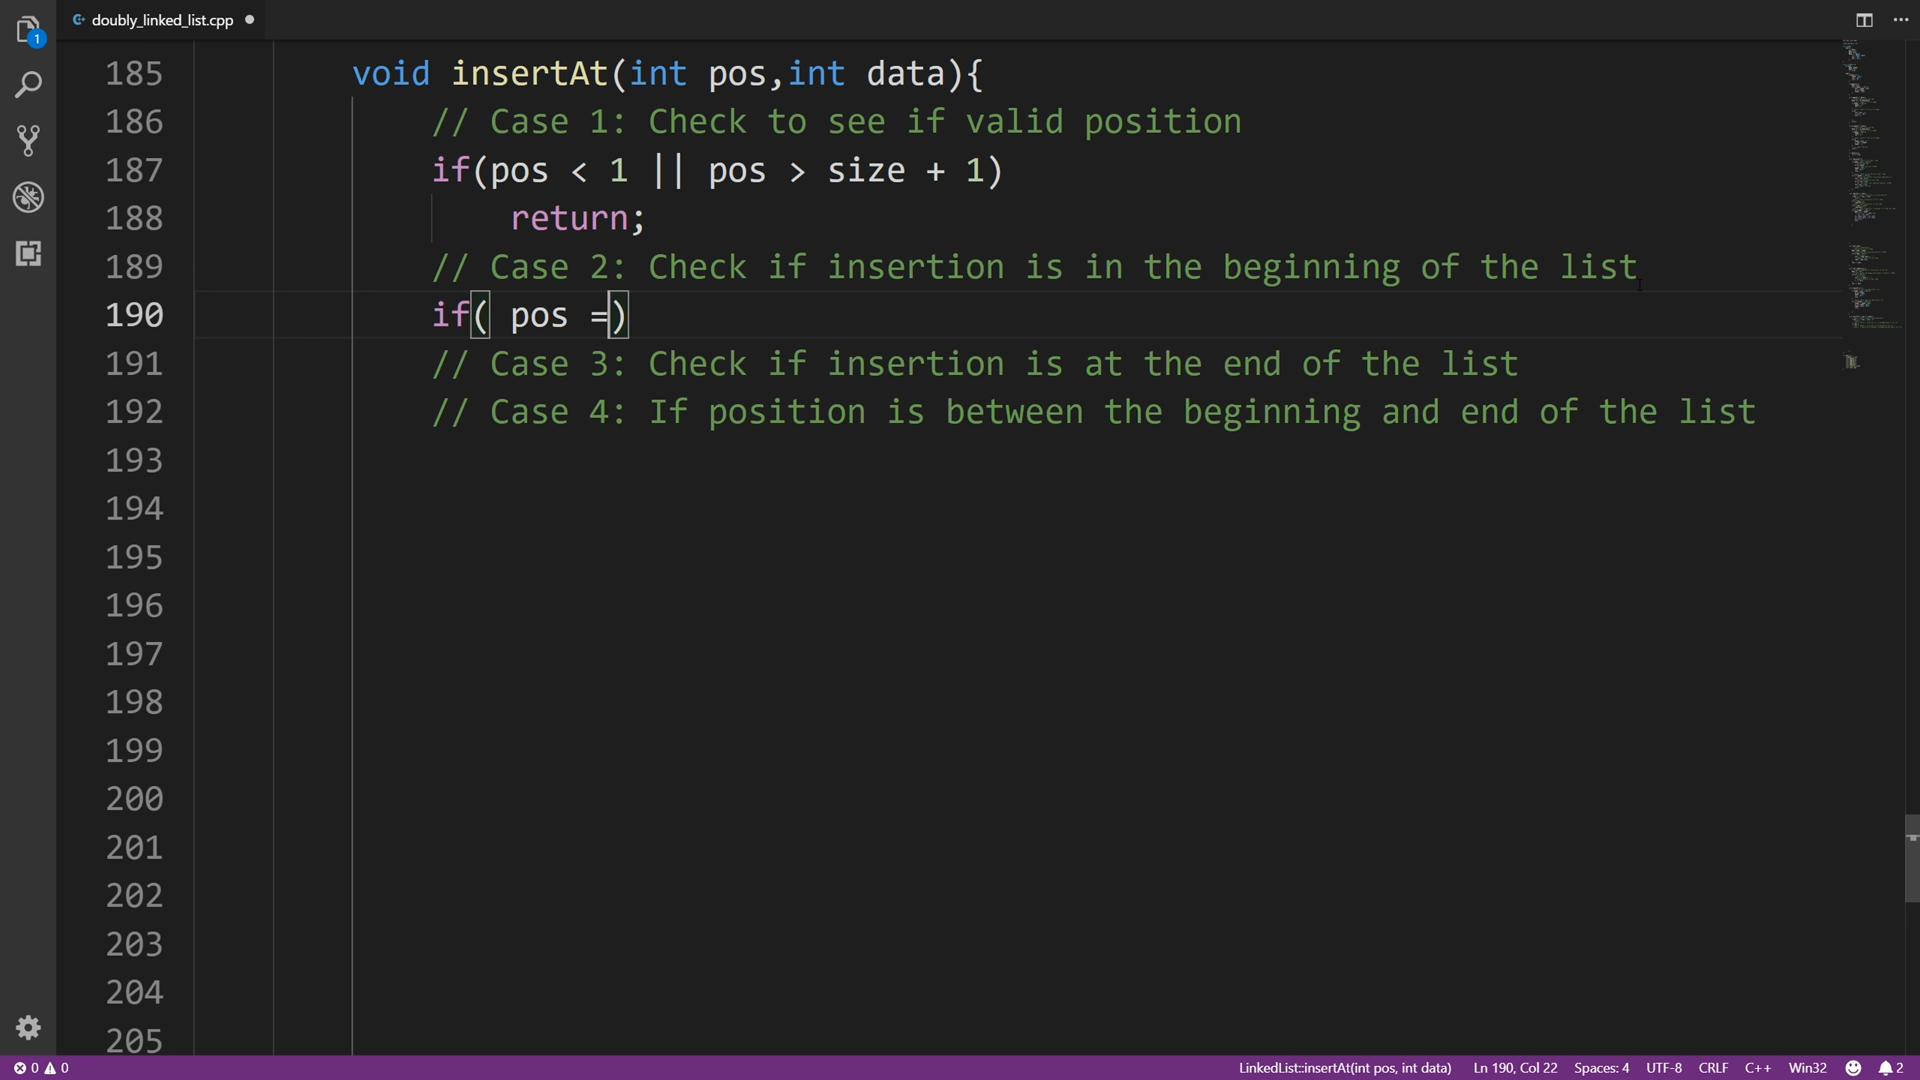 1
doubly_linked_list.cpp
185 void insertAt(int pos,int data){
186 // Case 1: Check to see if valid position
187 if(pos < 1 || pos > size + 1)
188 return;
189 // Case 2: Check if insertion is in the beginning of the list
190 if( pos =)
191 // Case 3: Check if insertion is at the end of the list
192 // Case 4: If position is between the beginning and end of the list
193
194
195
196
197
198
199
200
201
202
203
204
205
0 0 LinkedList::insertAt(int pos, int data) Ln 190, Col 22 Spaces: 4 UTF-8 CRLF C++ Win32 2